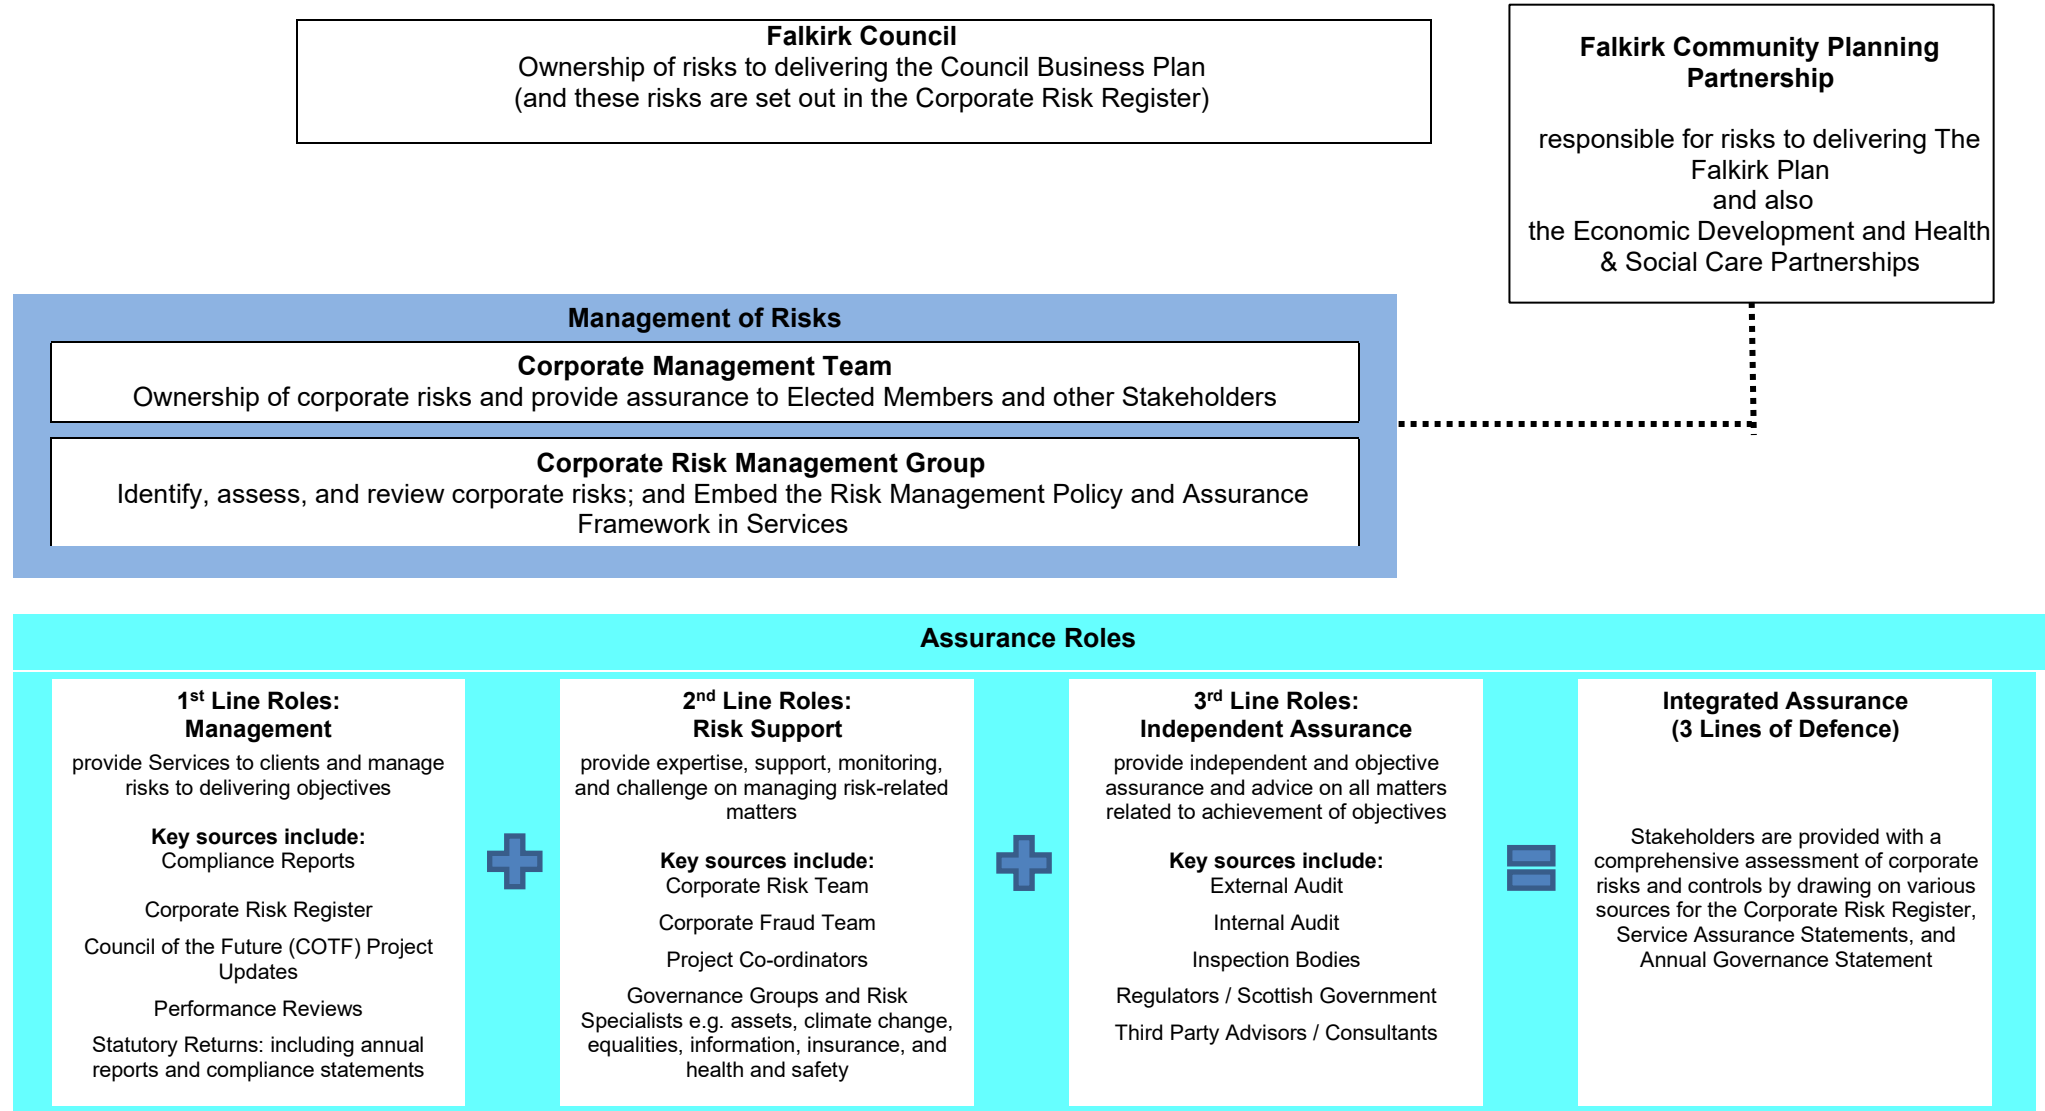 Falkirk Council
Ownership of risks to delivering the Council Business Plan
(and these risks are set out in the Corporate Risk Register)
Falkirk Community Planning
Partnership
responsible for risks to delivering The
Falkirk Plan
and also
the Economic Development and Health
& Social Care Partnerships
Management of Risks
Corporate Management Team
Ownership of corporate risks and provide assurance to Elected Members and other Stakeholders
Corporate Risk Management Group
Identify, assess, and review corporate risks; and Embed the Risk Management Policy and Assurance
Framework in Services
Assurance Roles
1st Line Roles:
Management
provide Services to clients and manage
risks to delivering objectives
Key sources include:
Compliance Reports
Corporate Risk Register
Council of the Future (COTF) Project
Updates
Performance Reviews
Statutory Returns: including annual
reports and compliance statements
2nd Line Roles:
Risk Support
provide expertise, support, monitoring,
and challenge on managing risk-related
matters
Key sources include:
Corporate Risk Team
Corporate Fraud Team
Project Co-ordinators
Governance Groups and Risk
Specialists e.g. assets, climate change,
equalities, information, insurance, and
health and safety
3rd Line Roles:
Independent Assurance
provide independent and objective
assurance and advice on all matters
related to achievement of objectives
Key sources include:
External Audit
Internal Audit
Inspection Bodies
Regulators / Scottish Government
Third Party Advisors / Consultants
Integrated Assurance
(3 Lines of Defence)
Stakeholders are provided with a
comprehensive assessment of corporate
risks and controls by drawing on various
sources for the Corporate Risk Register,
Service Assurance Statements, and
Annual Governance Statement